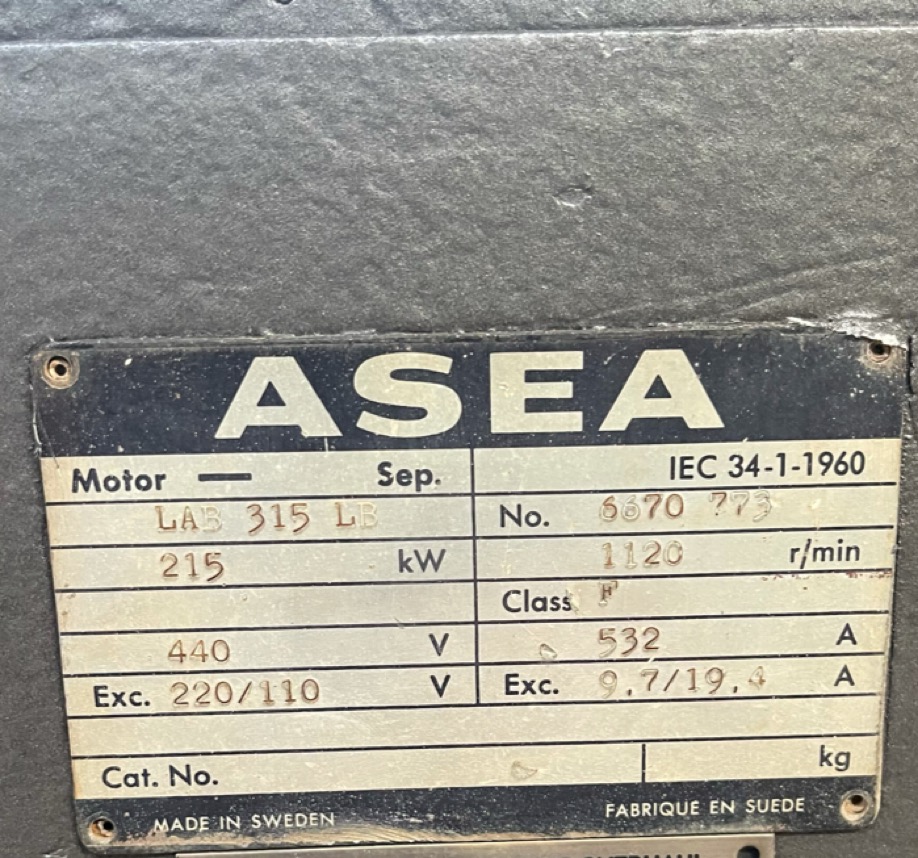 ASEA
Motor — Sep. IEC 34-1-1960
LAB 315 LB No. 6670 773
215 kW 1120 r/min
Class F
440 V 532 A
Exc. 220/110 V Exc. 9.7/19.4 A
Cat. No. kg
MADE IN SWEDEN FABRIQUE EN SUEDE